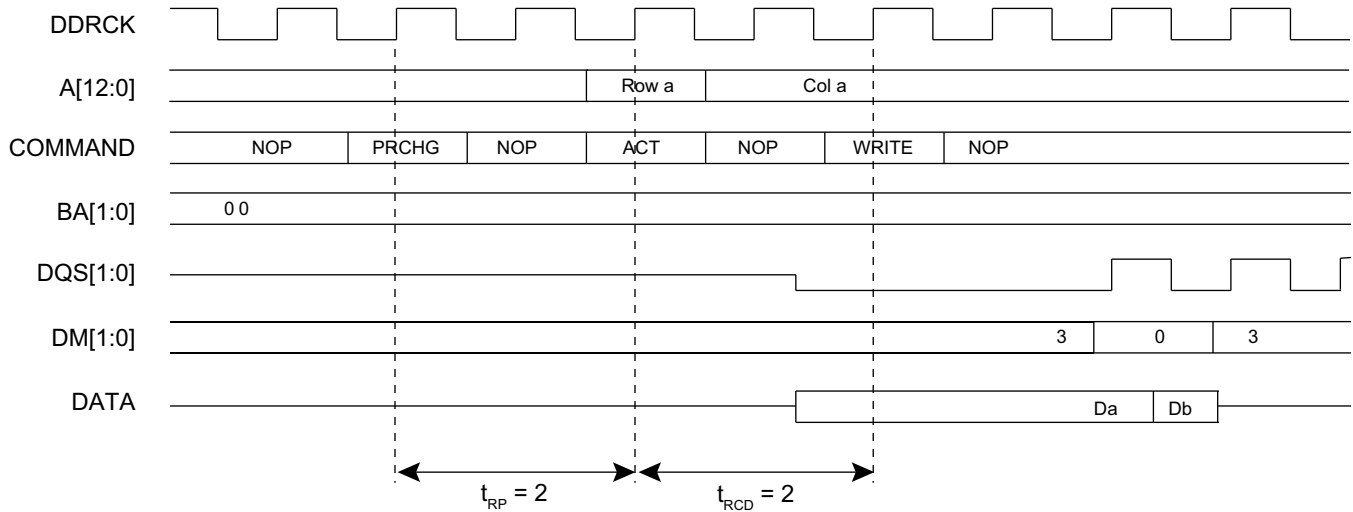 DDRCK
A[12:0] Row a Col a
COMMAND NOP PRCHG NOP ACT NOP WRITE NOP
BA[1:0] 0 0
DQS[1:0]
DM[1:0] 3 0 3
DATA Da Db
tRP = 2 tRCD = 2